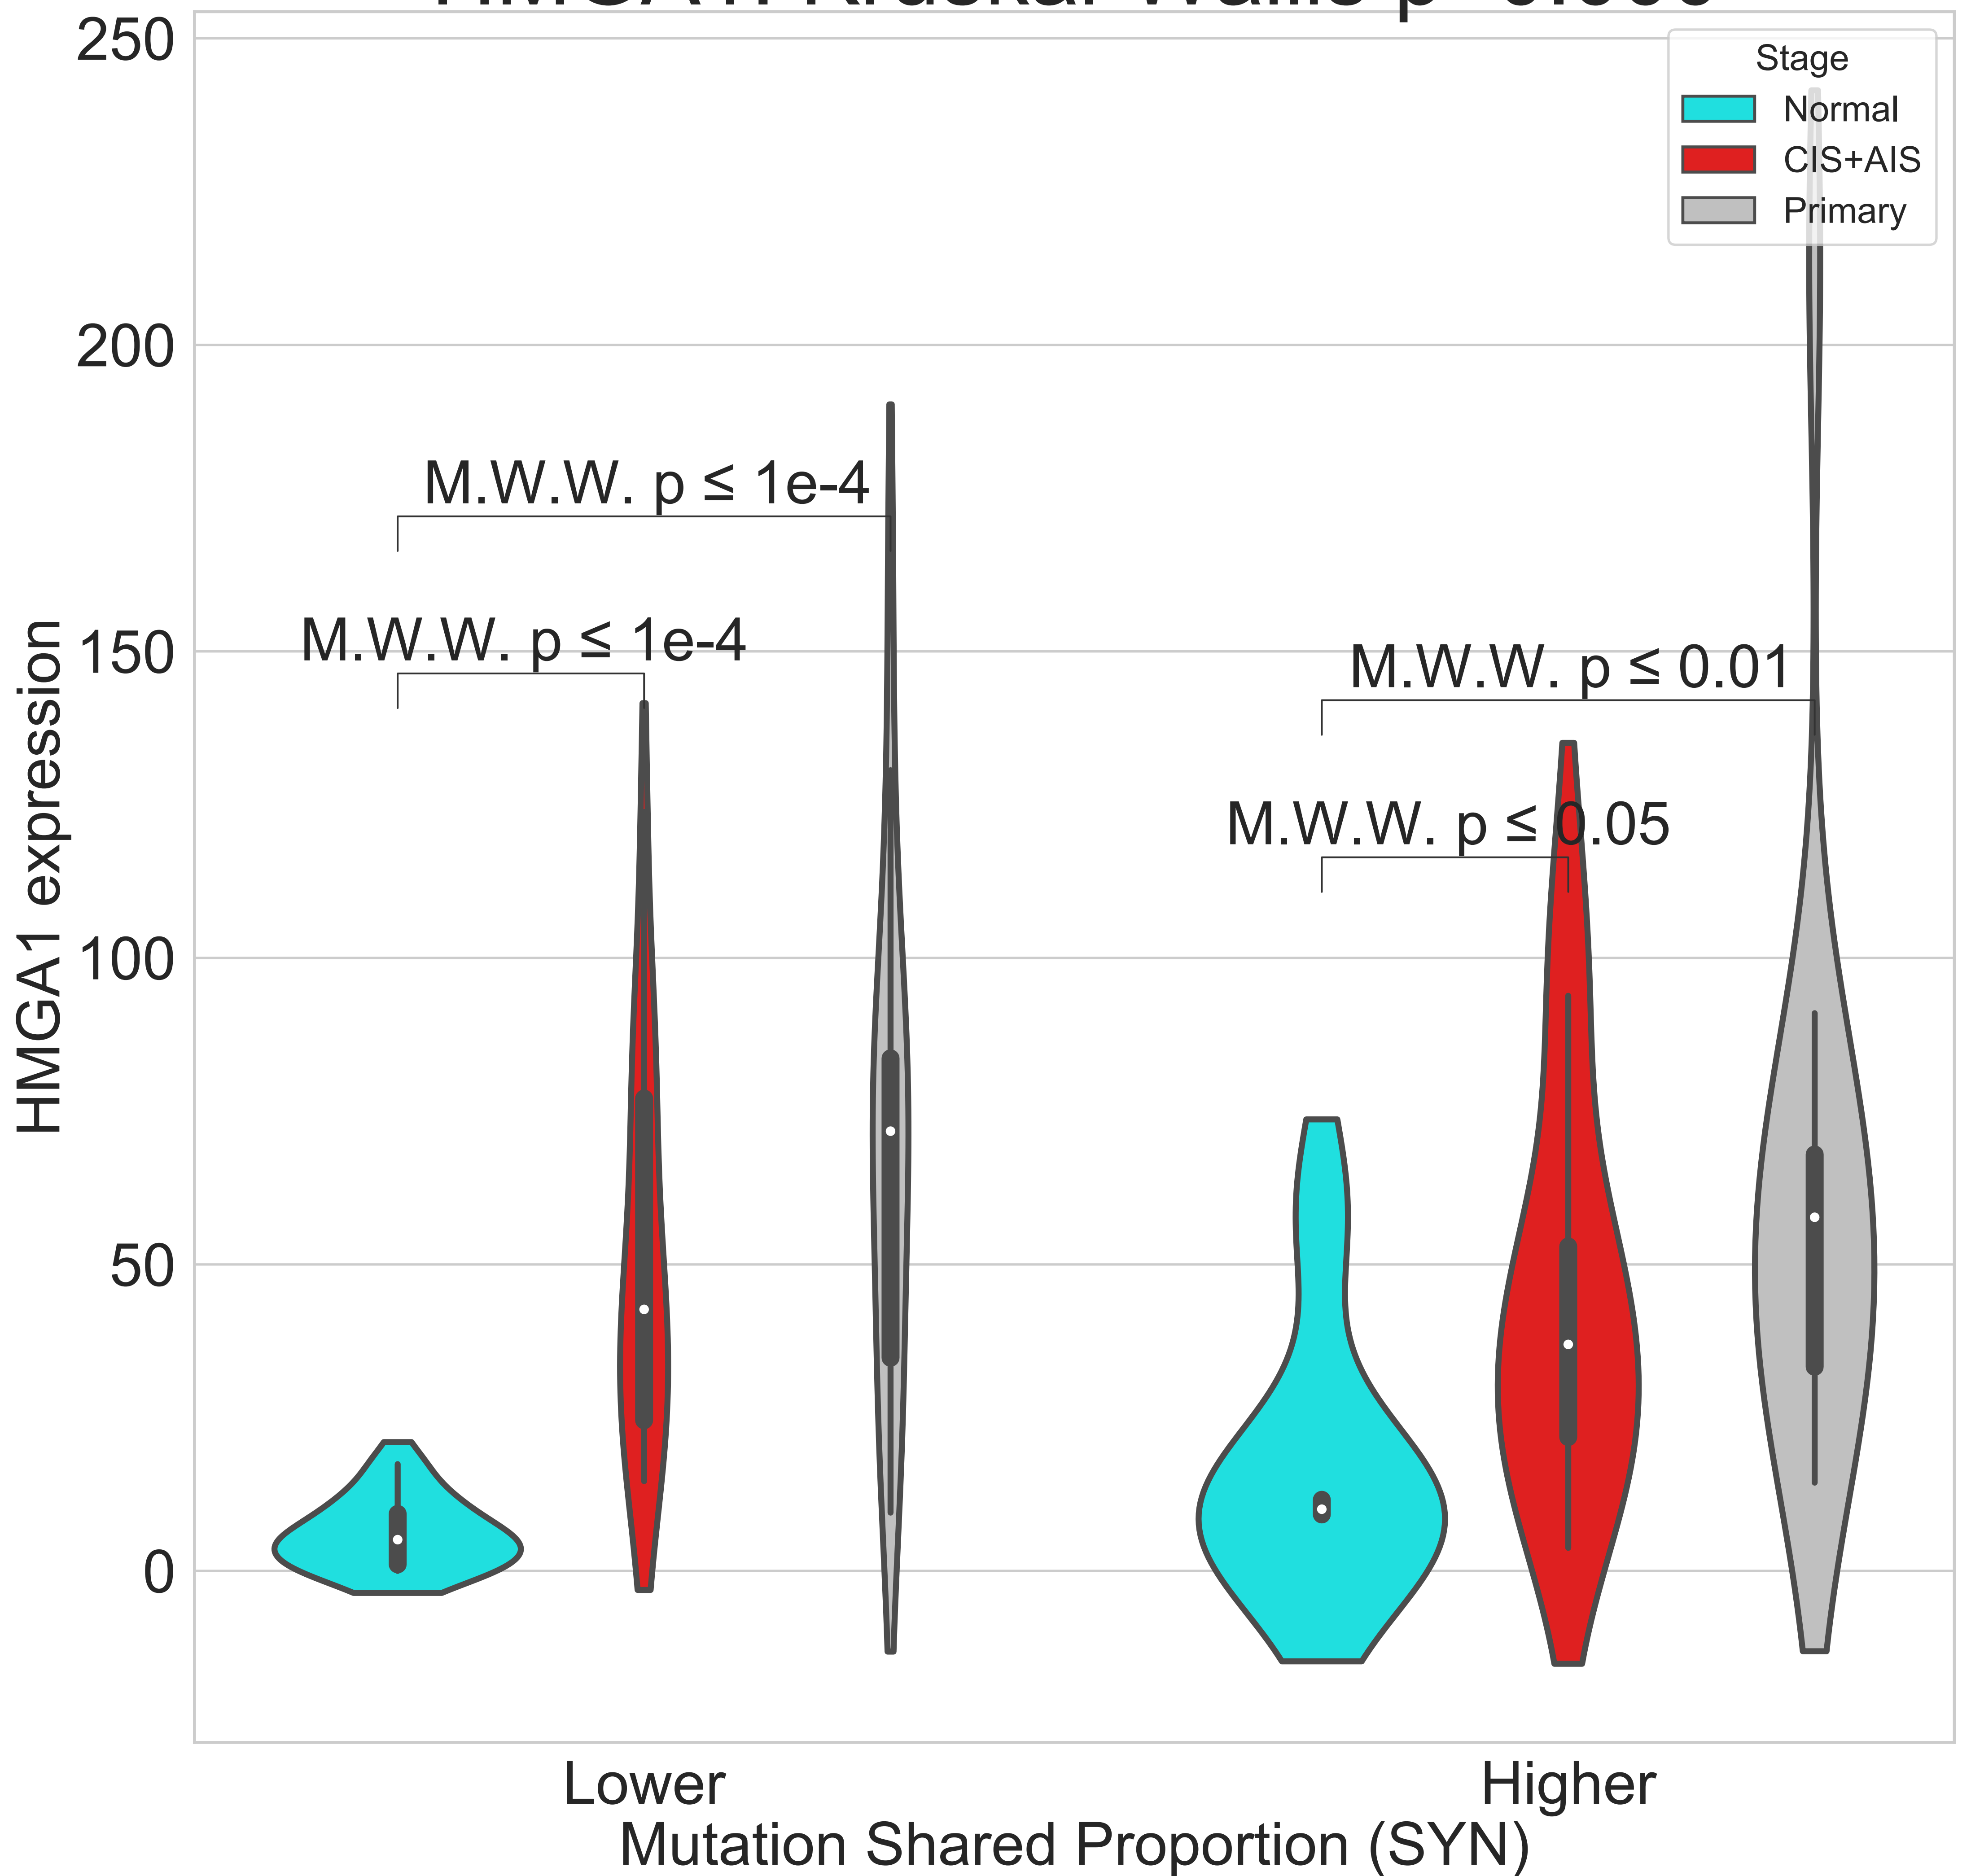 250
200
150
100
50
0
HMGA1 expression
Stage
Normal
CIS+AIS
Primary
M.W.W. p ≤ 1e-4
M.W.W. p ≤ 1e-4
M.W.W. p ≤ 0.01
M.W.W. p ≤ 0.05
Lower
Higher
Mutation Shared Proportion (SYN)